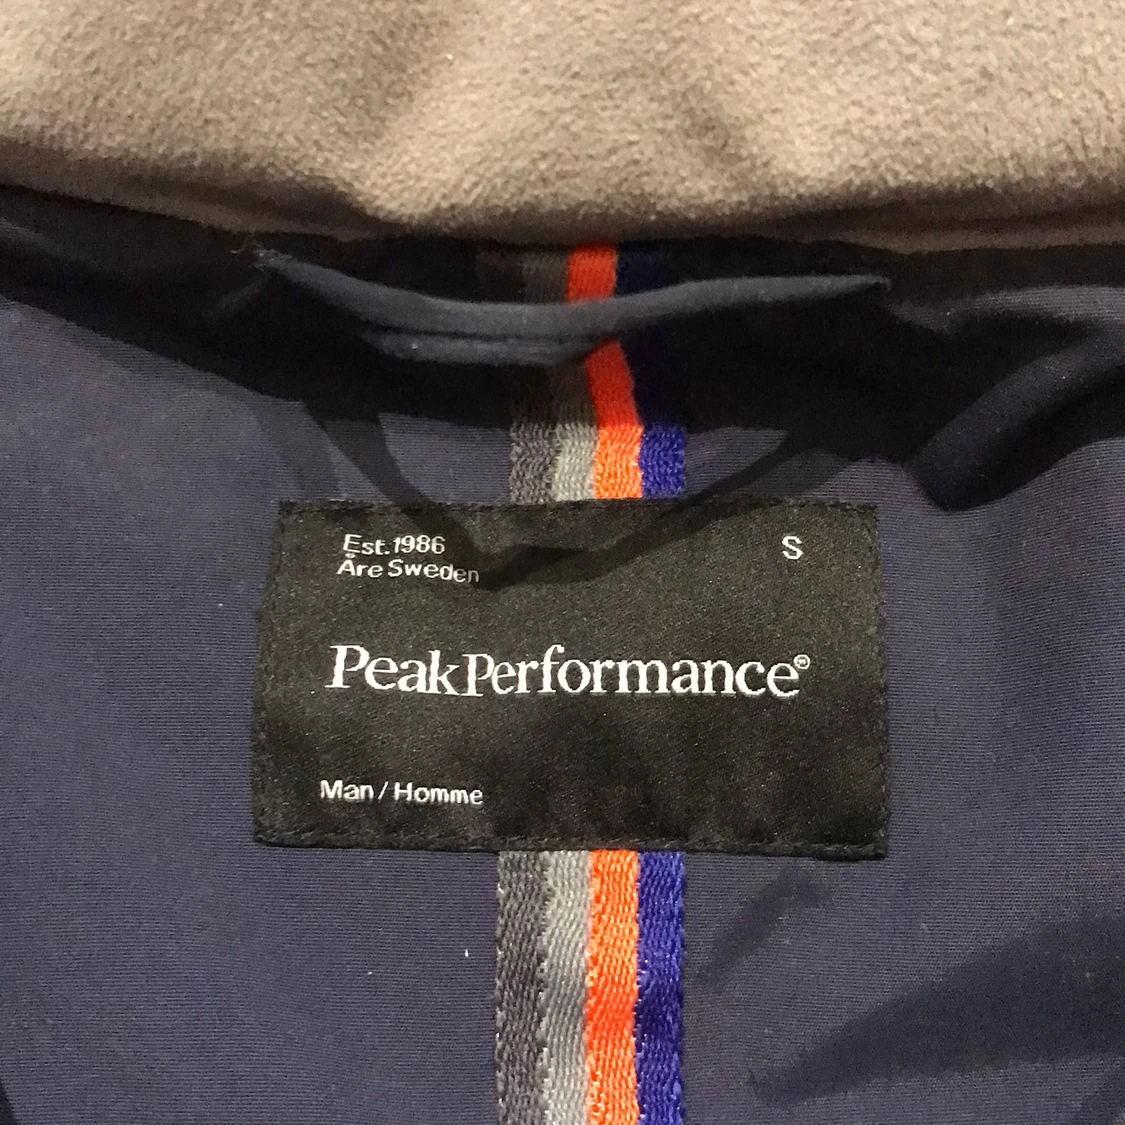 Est.1986 S
Åre Sweden
PeakPerformance®
Man / Homme